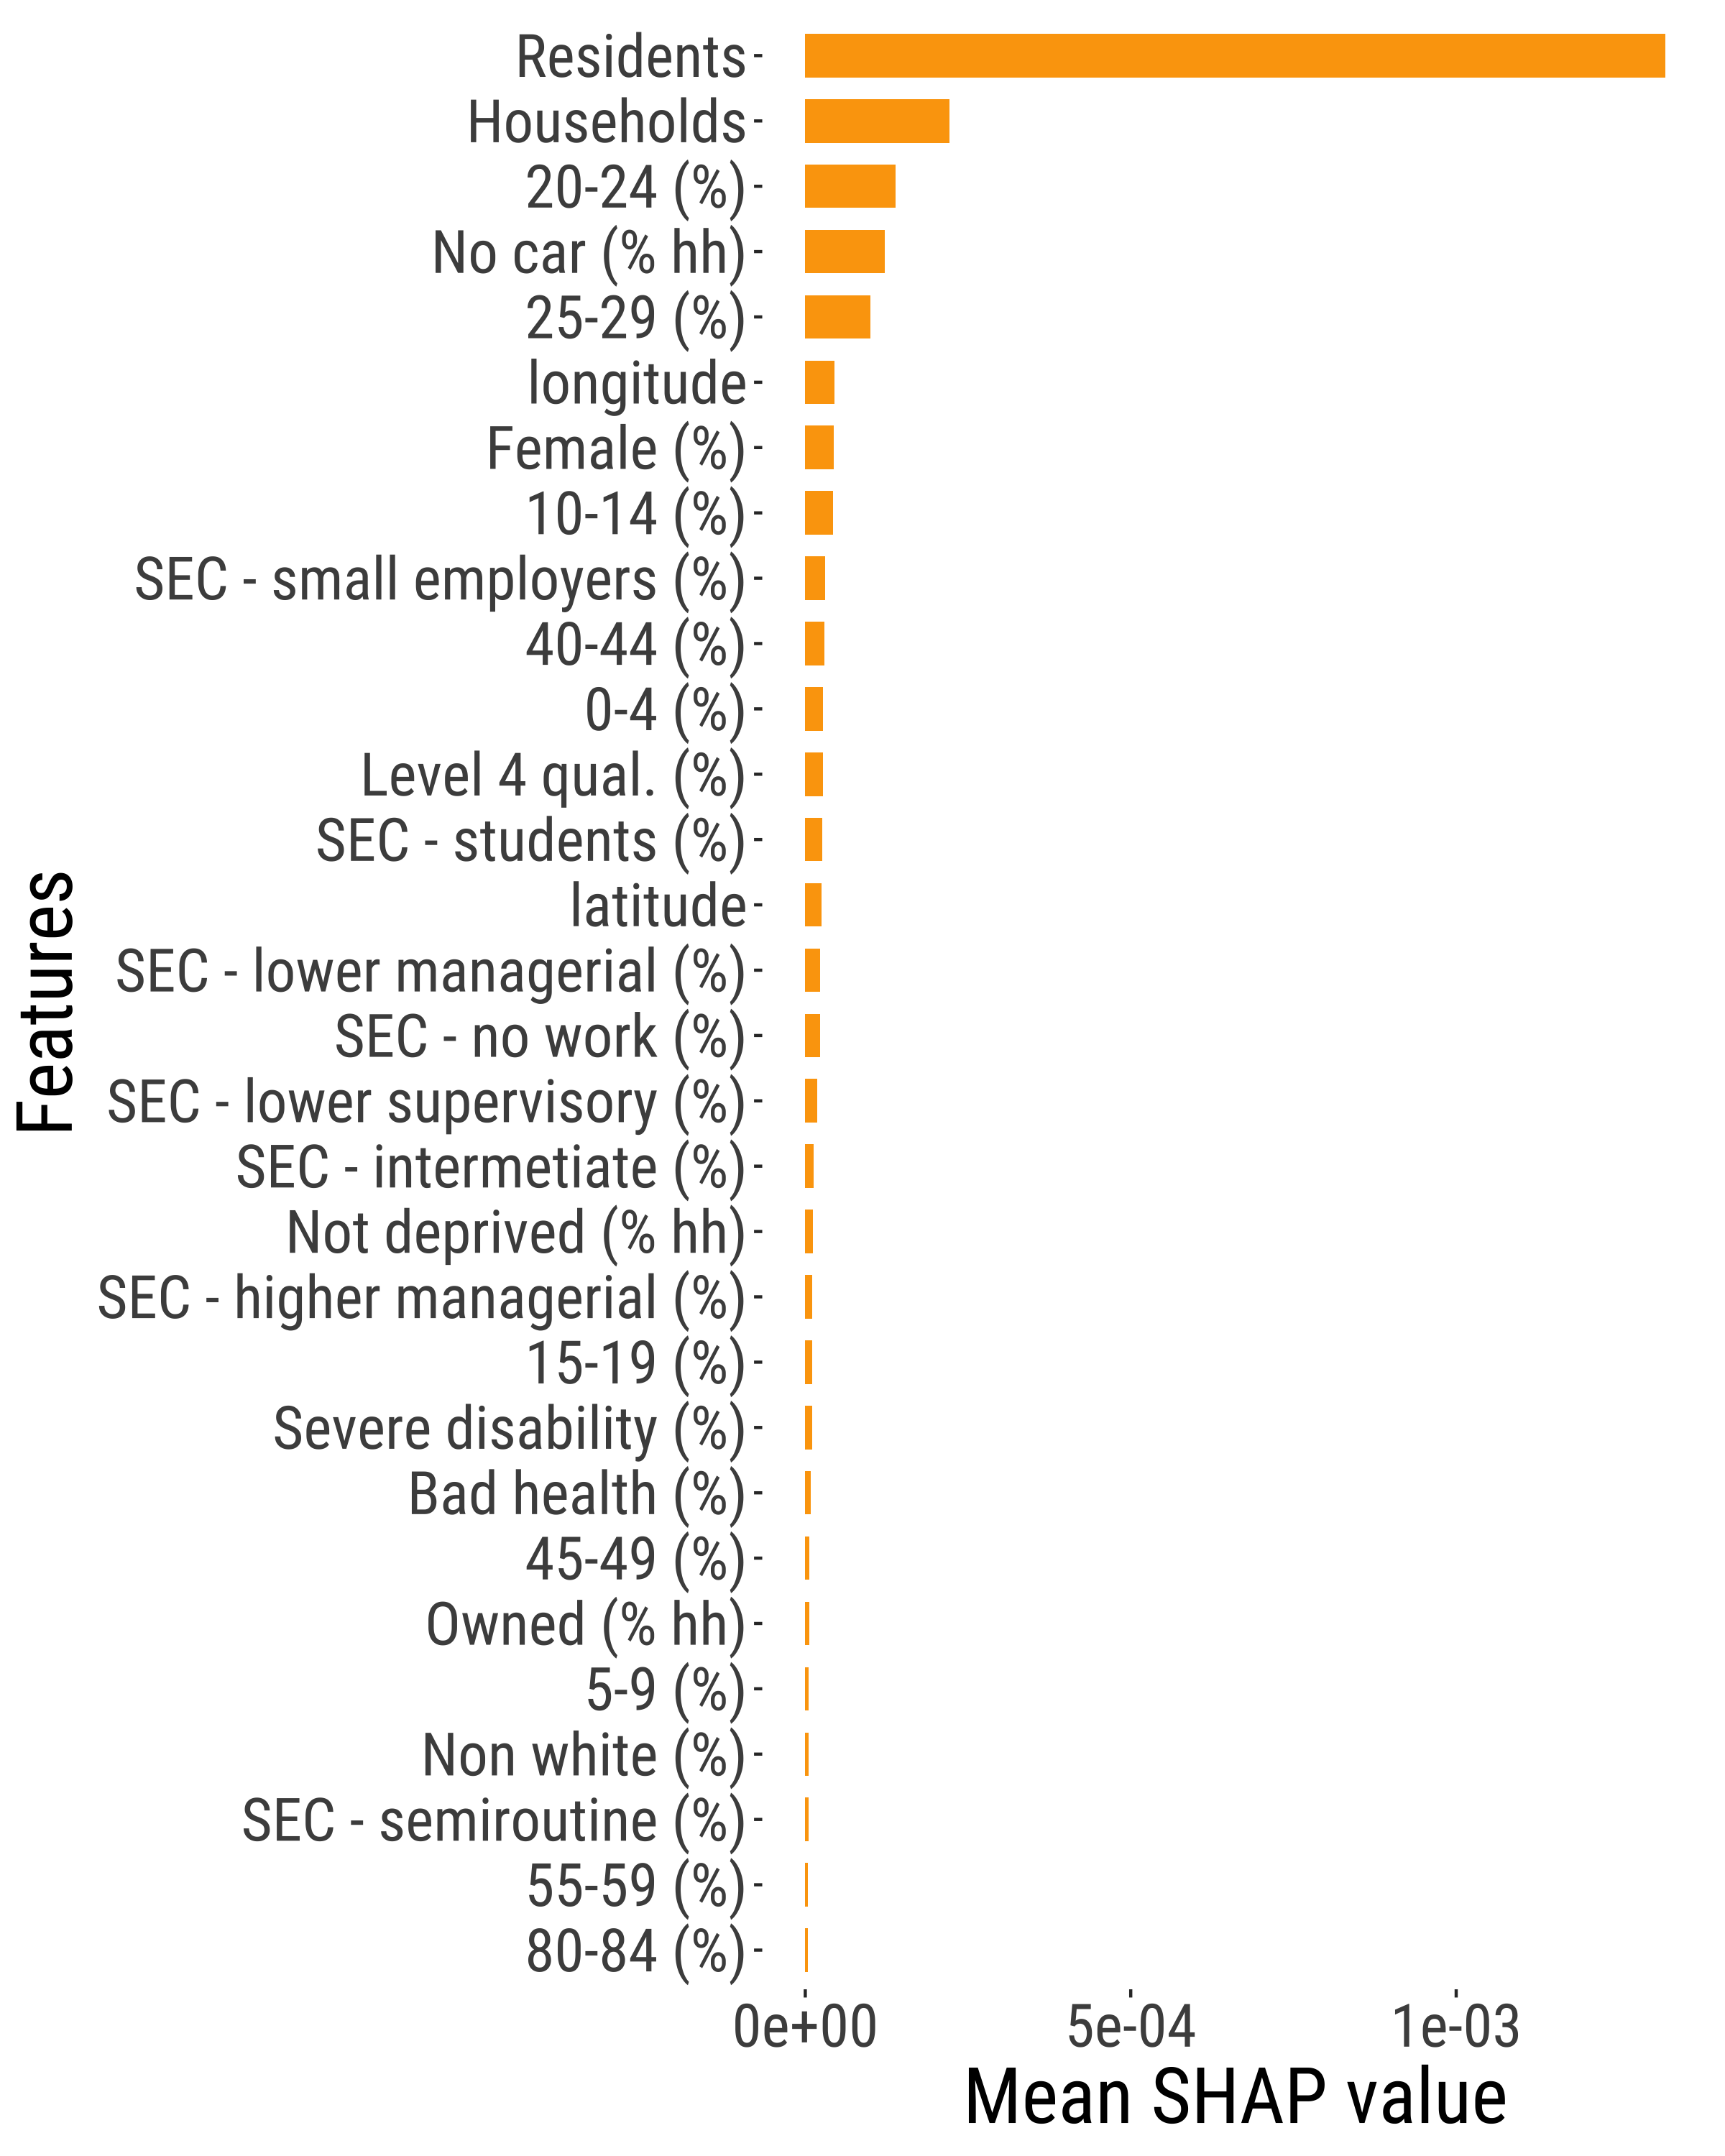 Residents
Households
20-24 (%)
No car (% hh)
25-29 (%)
longitude
Female (%)
10-14 (%)
SEC - small employers (%)
40-44 (%)
0-4 (%)
Level 4 qual. (%)
SEC - students (%)
latitude
SEC - lower managerial (%)
SEC - no work (%)
SEC - lower supervisory (%)
SEC - intermetiate (%)
Not deprived (% hh)
SEC - higher managerial (%)
15-19 (%)
Severe disability (%)
Bad health (%)
45-49 (%)
Owned (% hh)
5-9 (%)
Non white (%)
SEC - semiroutine (%)
55-59 (%)
80-84 (%)
Features
0e+00 5e-04 1e-03
Mean SHAP value